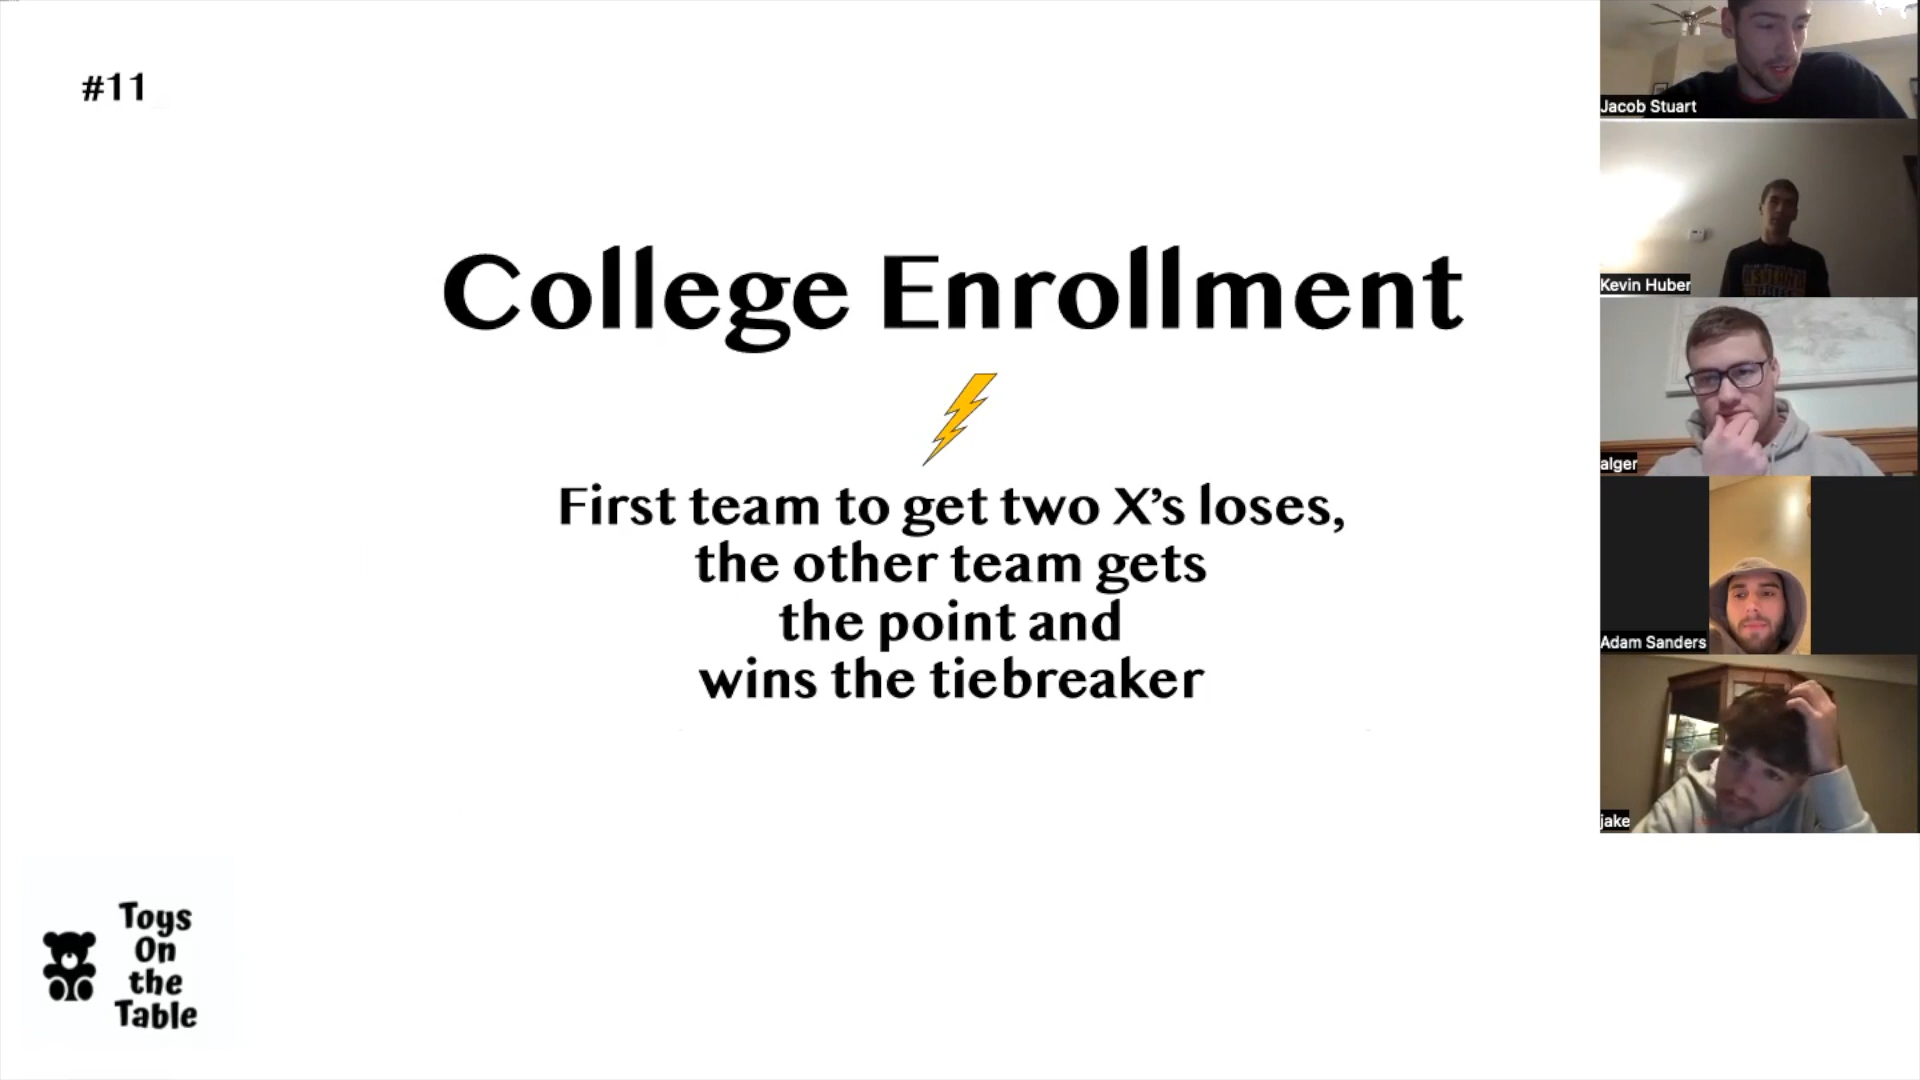 #11
College Enrollment
First team to get two X's loses,
the other team gets
the point and
wins the tiebreaker
Toys
On
the
Table
Jacob Stuart
Kevin Huber
alger
Adam Sanders
jake